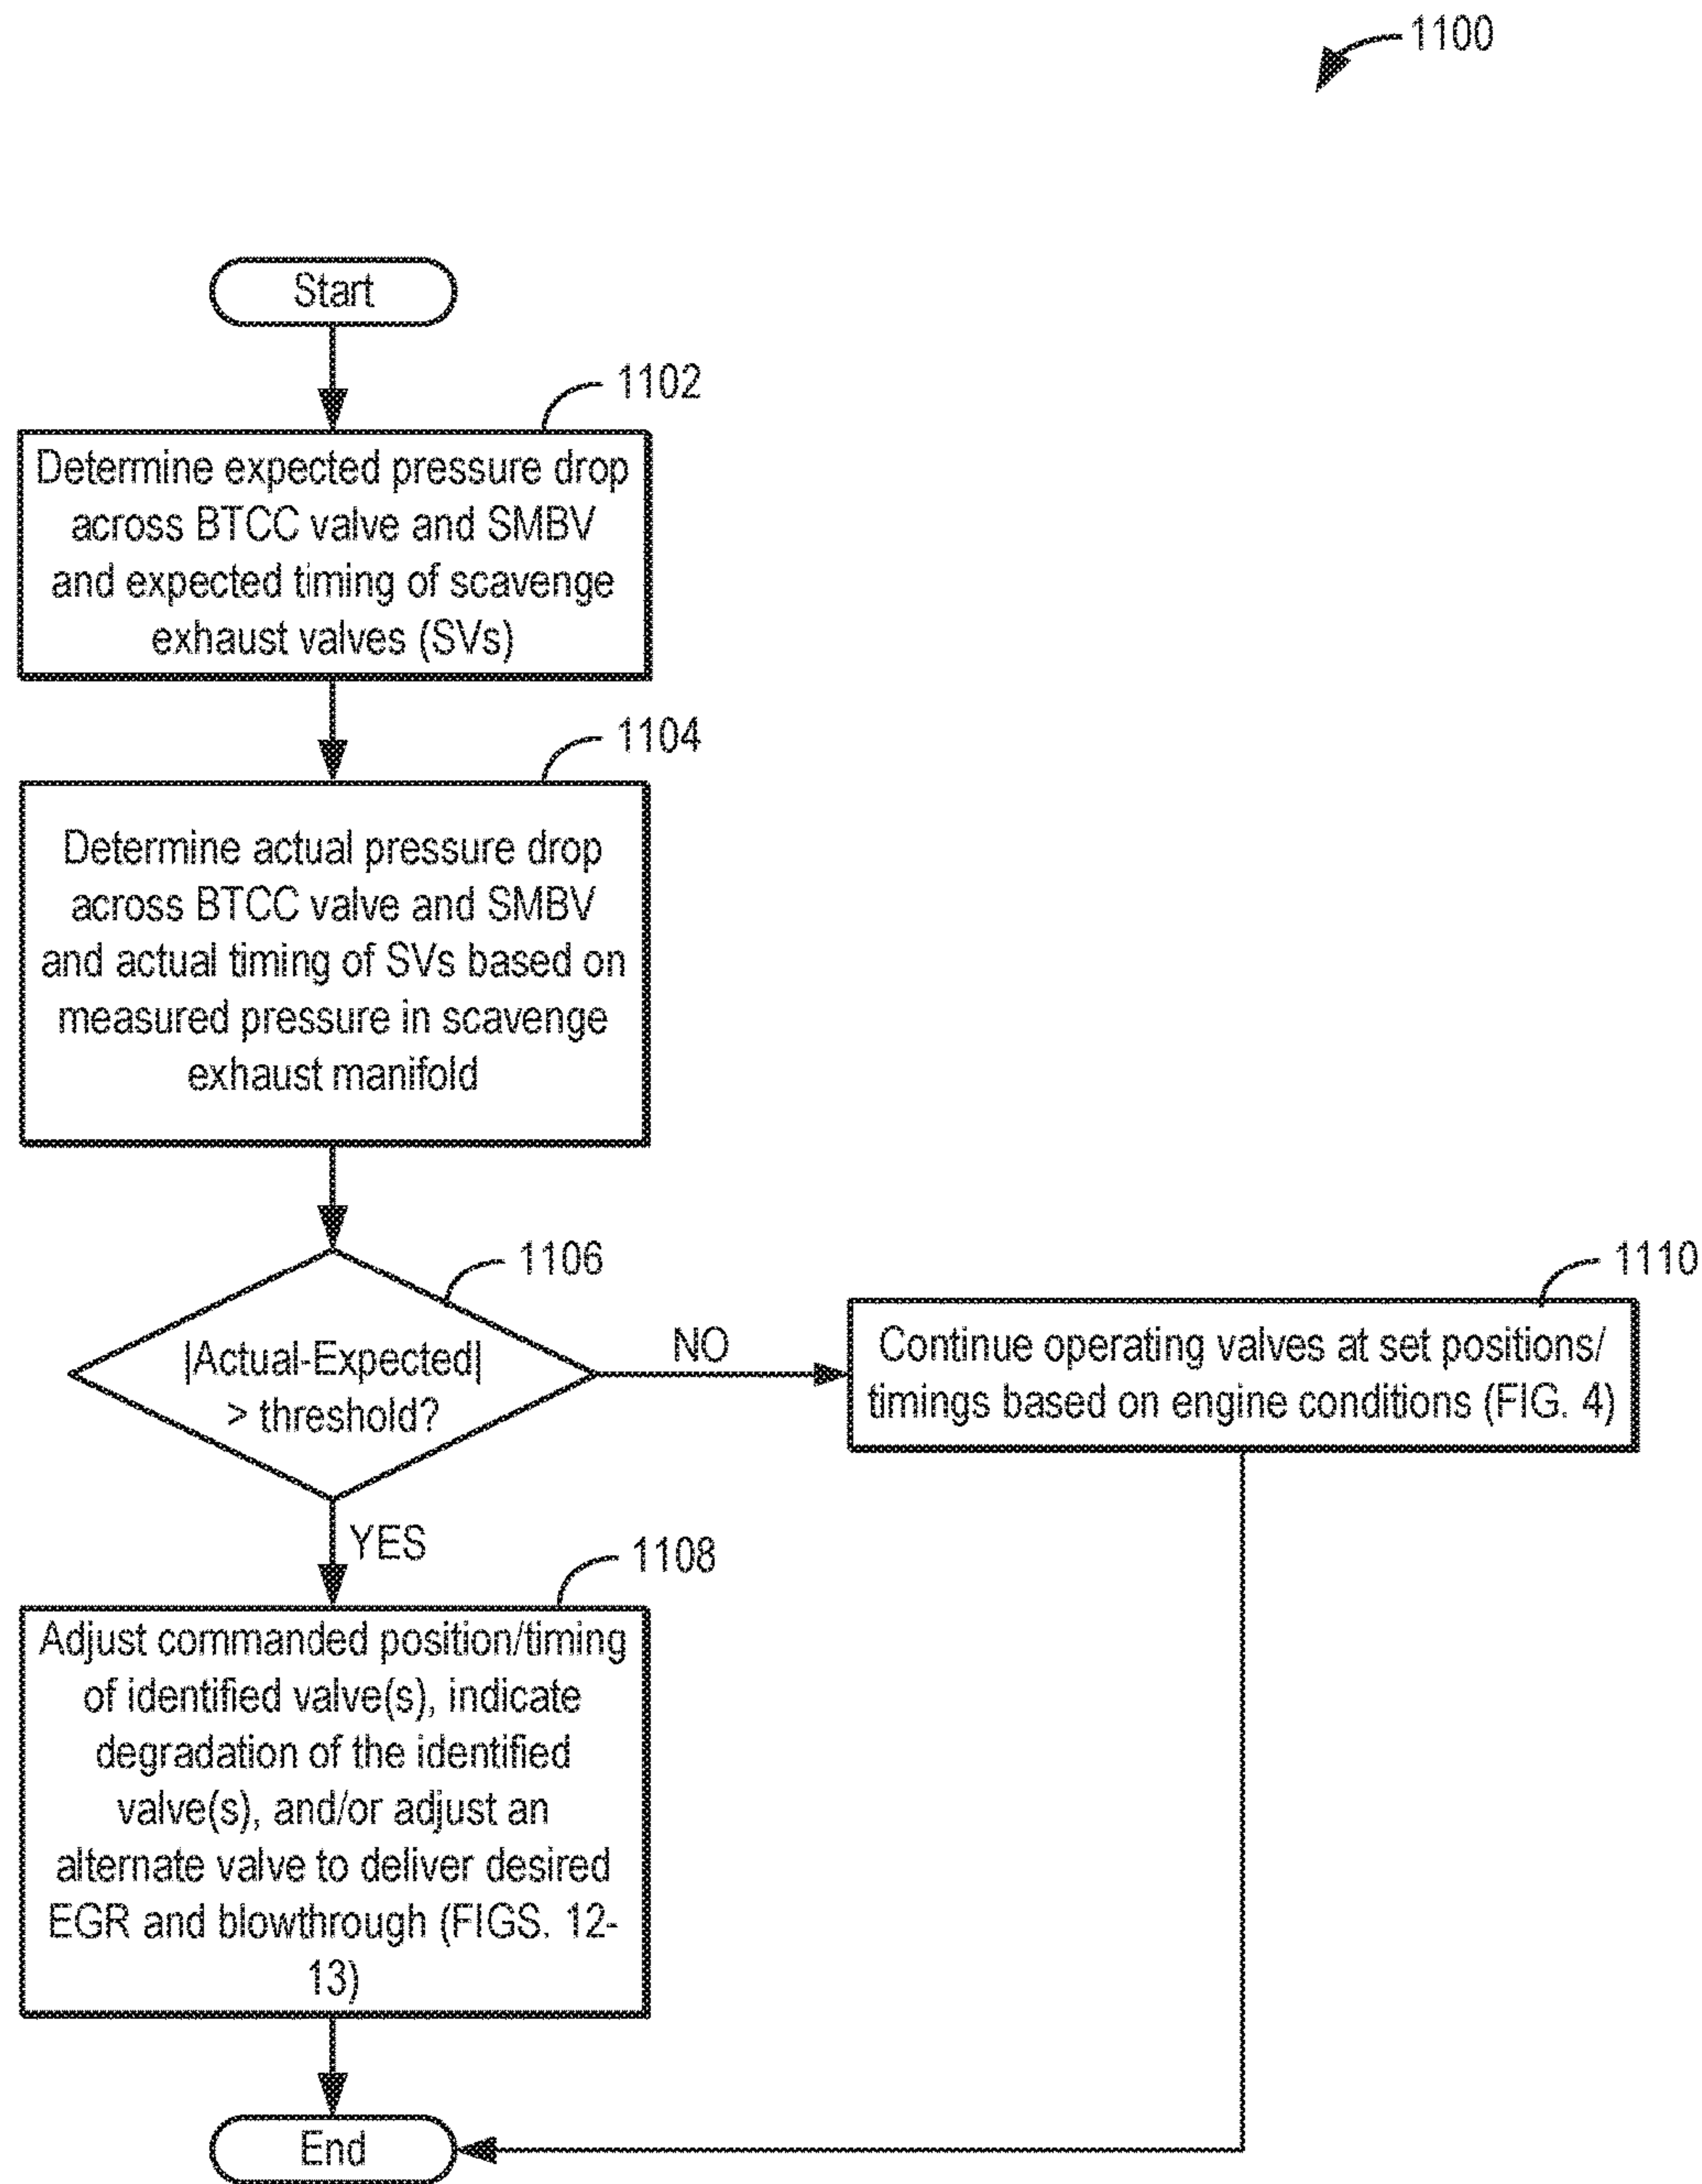 1100
Start
1102
Determine expected pressure drop
across BTCC valve and SMBV
and expected timing of scavenge
exhaust valves (SVs)
1104
Determine actual pressure drop
across BTCC valve and SMBV
and actual timing of SVs based on
measured pressure in scavenge
exhaust manifold
1106
|Actual-Expected|
> threshold?
NO
1110
Continue operating valves at set positions/
timings based on engine conditions (FIG. 4)
YES
1108
Adjust commanded position/timing
of identified valve(s), indicate
degradation of the identified
valve(s), and/or adjust an
alternate valve to deliver desired
EGR and blowthrough (FIGS. 12-
13)
End